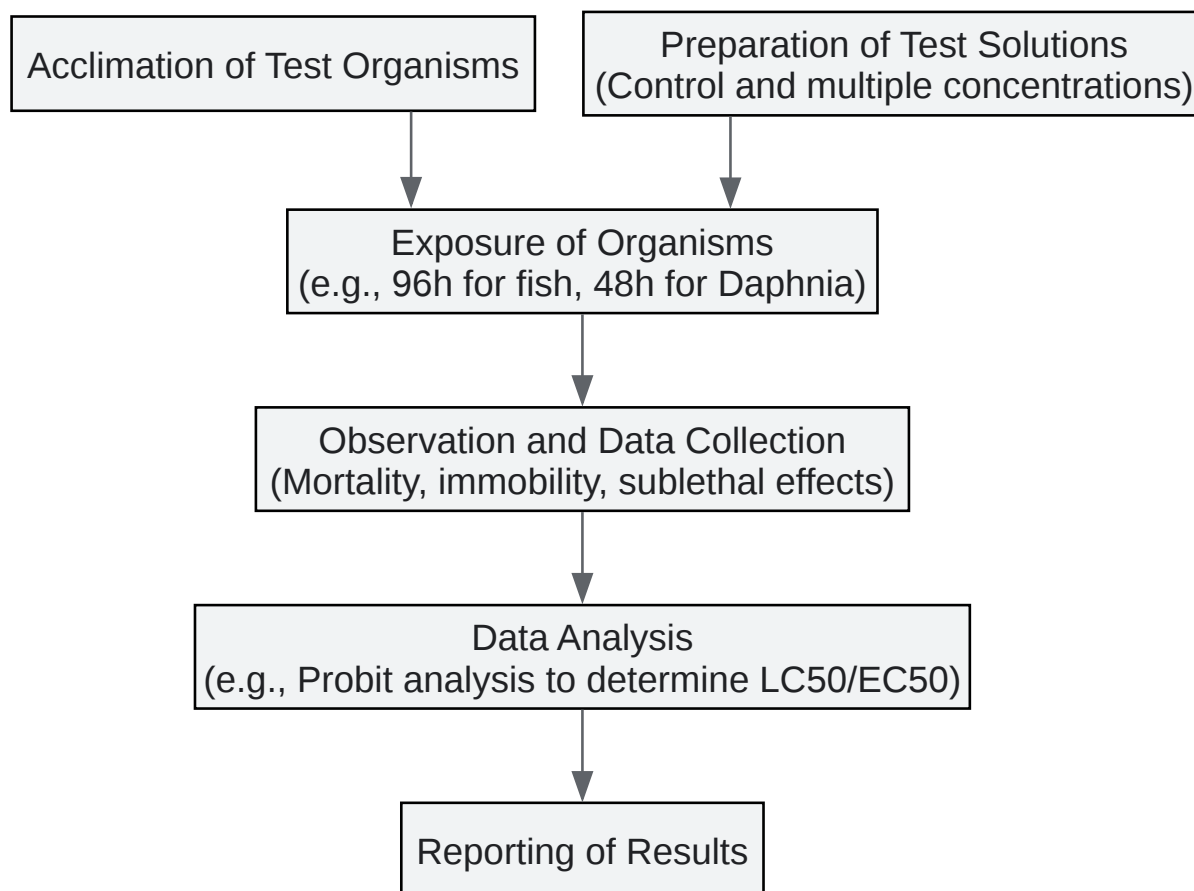 Acclimation of Test Organisms
Preparation of Test Solutions
(Control and multiple concentrations)
Exposure of Organisms
(e.g., 96h for fish, 48h for Daphnia)
Observation and Data Collection
(Mortality, immobility, sublethal effects)
Data Analysis
(e.g., Probit analysis to determine LC50/EC50)
Reporting of Results